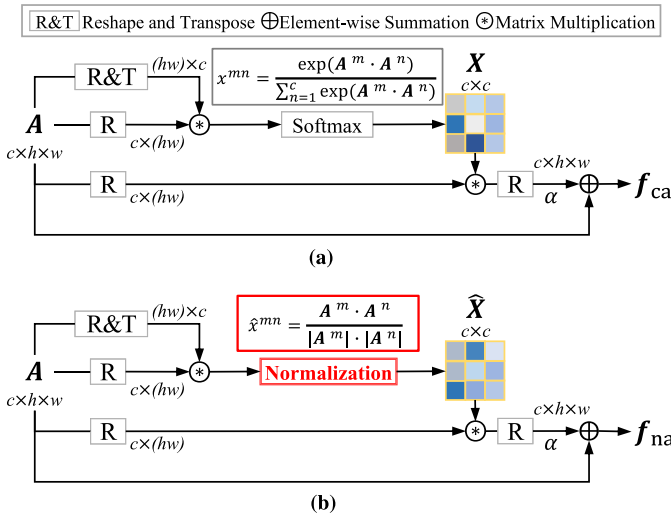 R&T Reshape and Transpose ⊕Element-wise Summation ⊛Matrix Multiplication
R&T (hw)×c
x^{mn} = exp(A^m · A^n) / ∑_{n=1}^{c} exp(A^m · A^n)
X
c×c
A
c×h×w
R c×(hw)
Softmax
R c×(hw)
R
c×h×w
α
f_ca
(a)
R&T (hw)×c
x̂^{mn} = A^m · A^n / |A^m| · |A^n|
X̂
c×c
A
c×h×w
R c×(hw)
Normalization
R c×(hw)
R
c×h×w
α
f_na
(b)